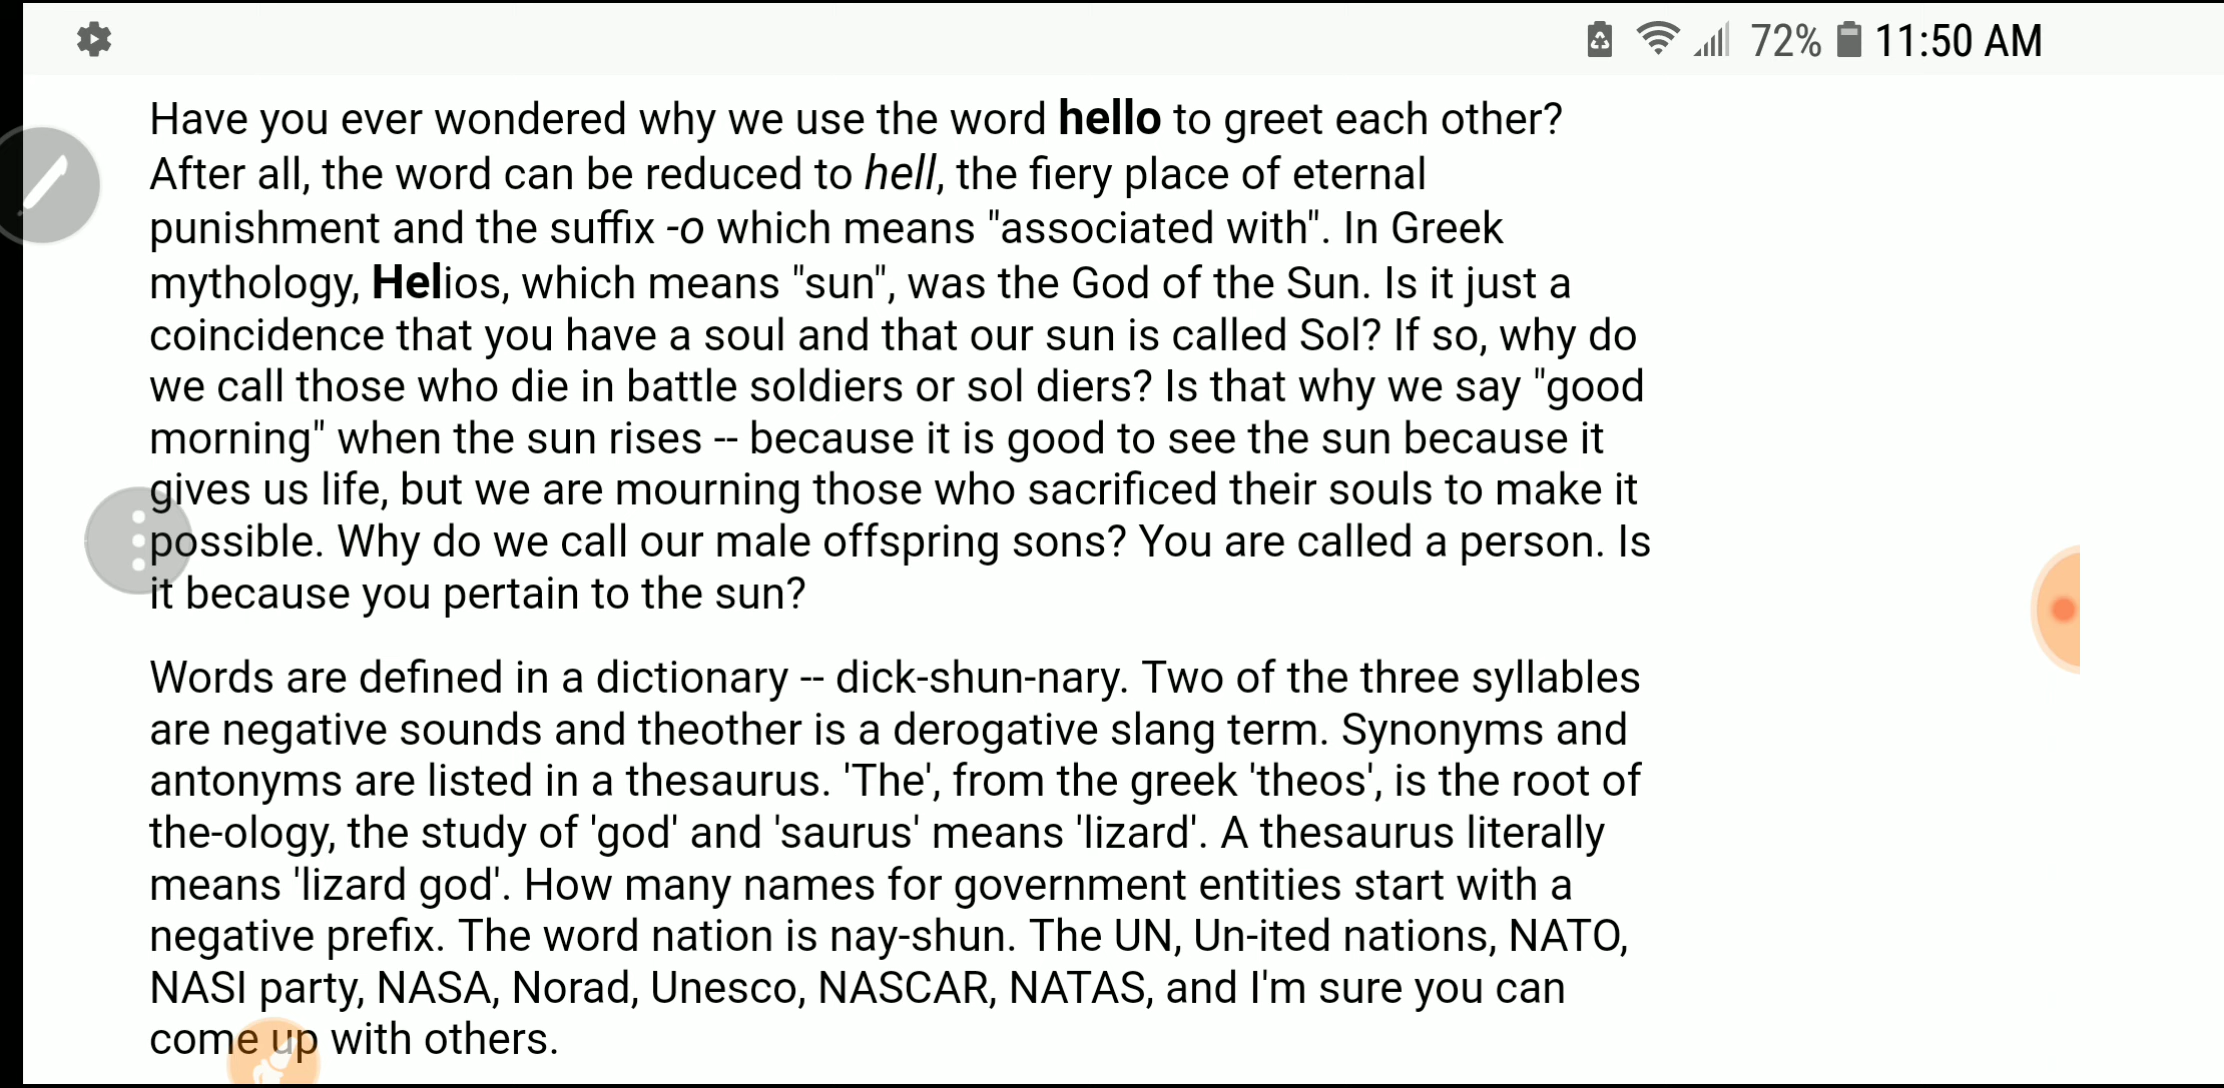 72% 11:50 AM
Have you ever wondered why we use the word hello to greet each other?
After all, the word can be reduced to hell, the fiery place of eternal
punishment and the suffix -o which means "associated with". In Greek
mythology, Helios, which means "sun", was the God of the Sun. Is it just a
coincidence that you have a soul and that our sun is called Sol? If so, why do
we call those who die in battle soldiers or sol diers? Is that why we say "good
morning" when the sun rises -- because it is good to see the sun because it
gives us life, but we are mourning those who sacrificed their souls to make it
possible. Why do we call our male offspring sons? You are called a person. Is
it because you pertain to the sun?
Words are defined in a dictionary -- dick-shun-nary. Two of the three syllables
are negative sounds and theother is a derogative slang term. Synonyms and
antonyms are listed in a thesaurus. 'The', from the greek 'theos', is the root of
the-ology, the study of 'god' and 'saurus' means 'lizard'. A thesaurus literally
means 'lizard god'. How many names for government entities start with a
negative prefix. The word nation is nay-shun. The UN, Un-ited nations, NATO,
NASI party, NASA, Norad, Unesco, NASCAR, NATAS, and I'm sure you can
come up with others.